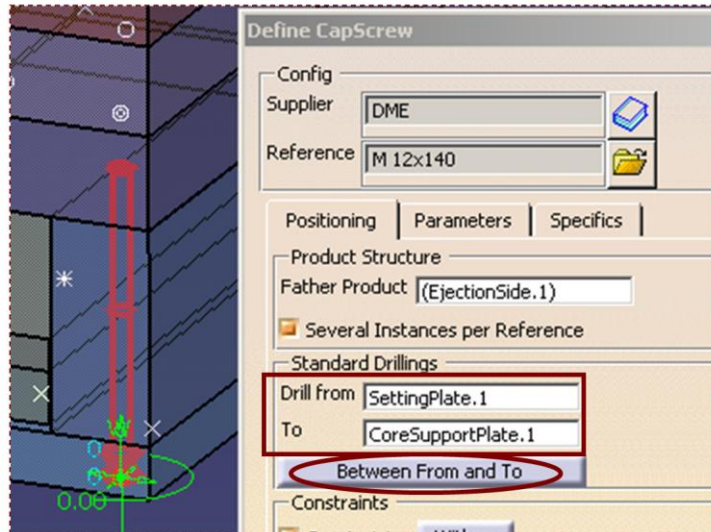 Define CapScrew
Config
Supplier DME
Reference M 12x140
Positioning Parameters Specifics
Product Structure
Father Product (EjectionSide.1)
Several Instances per Reference
Standard Drillings
Drill from SettingPlate.1
To CoreSupportPlate.1
Between From and To
Constraints
0
0.00